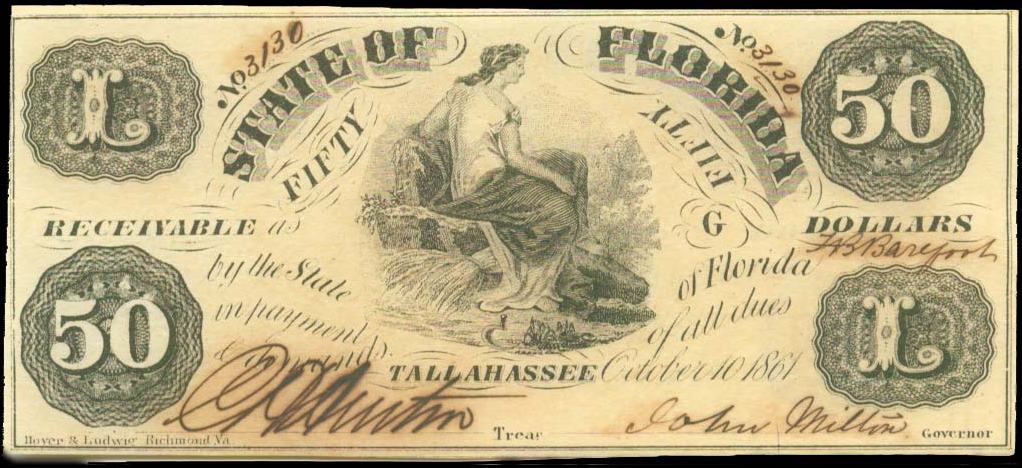 No. 3130 No. 3130
STATE OF FLORIDA
L 50
FIFTY FIFTY
RECEIVABLE as G DOLLARS
by the State of Florida
F B Barefoot
in payment of all dues
50 L
TALLAHASSEE October 10 1861
Treas John Milton Governor
Hoyer & Ludwig Richmond Va.